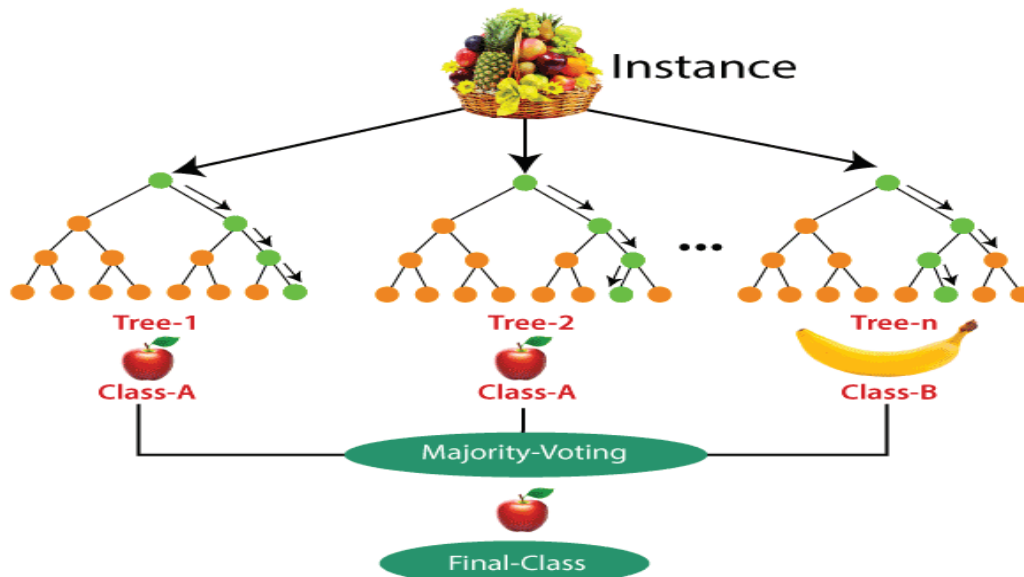 Instance
...
Tree-1
Tree-2
Tree-n
Class-A
Class-A
Class-B
Majority-Voting
Final-Class